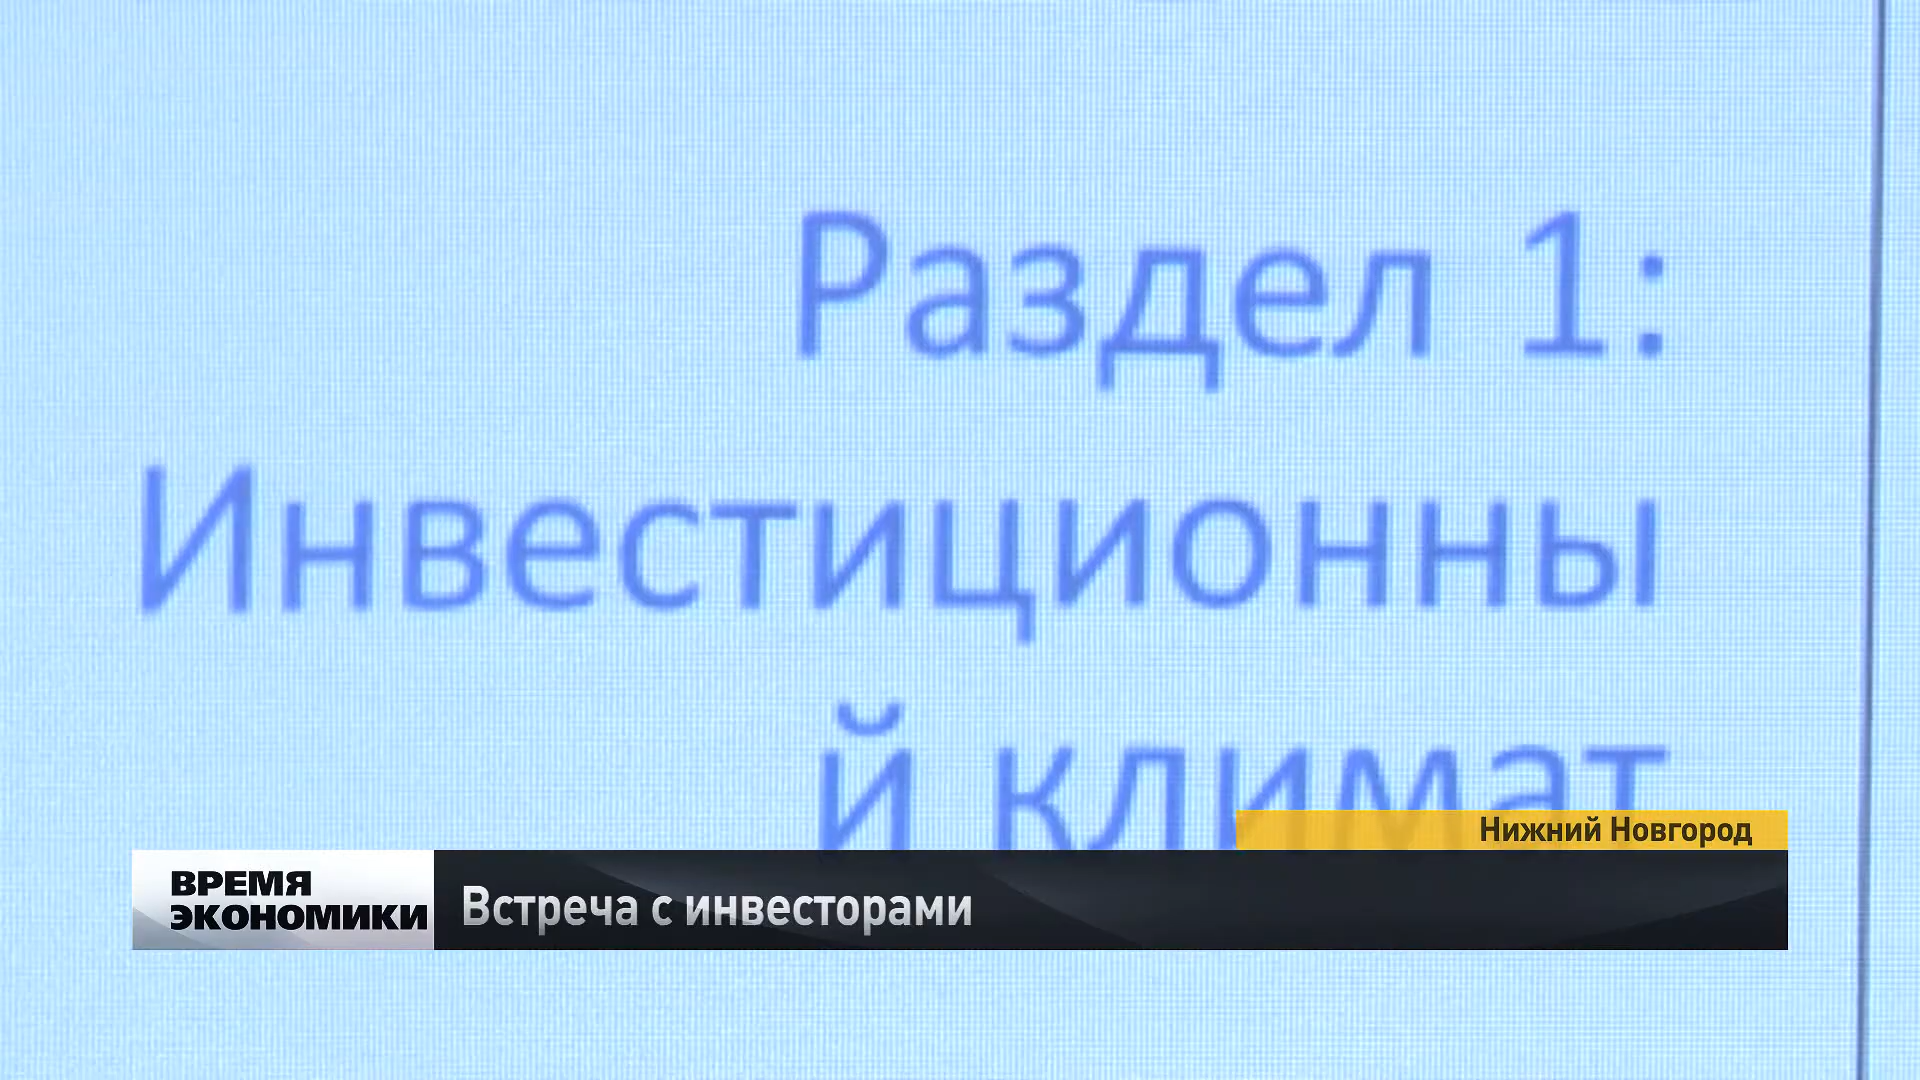 Раздел 1:
Инвестиционны
й климат
Нижний Новгород
ВРЕМЯ
ЭКОНОМИКИ
Встреча с инвесторами